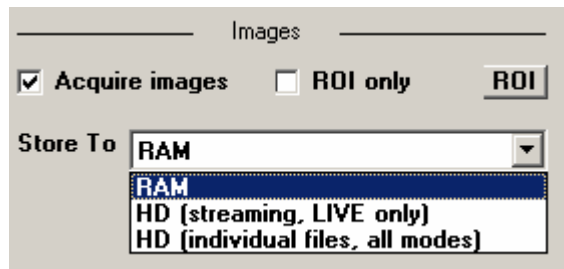 Images
Acquire images ROI only ROI
Store To RAM
RAM
HD (streaming, LIVE only)
HD (individual files, all modes)